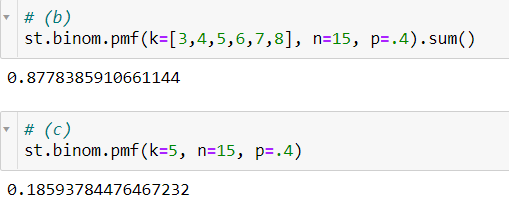 # (b)
st.binom.pmf(k=[3,4,5,6,7,8], n=15, p=.4).sum()
0.8778385910661144
# (c)
st.binom.pmf(k=5, n=15, p=.4)
0.18593784476467232